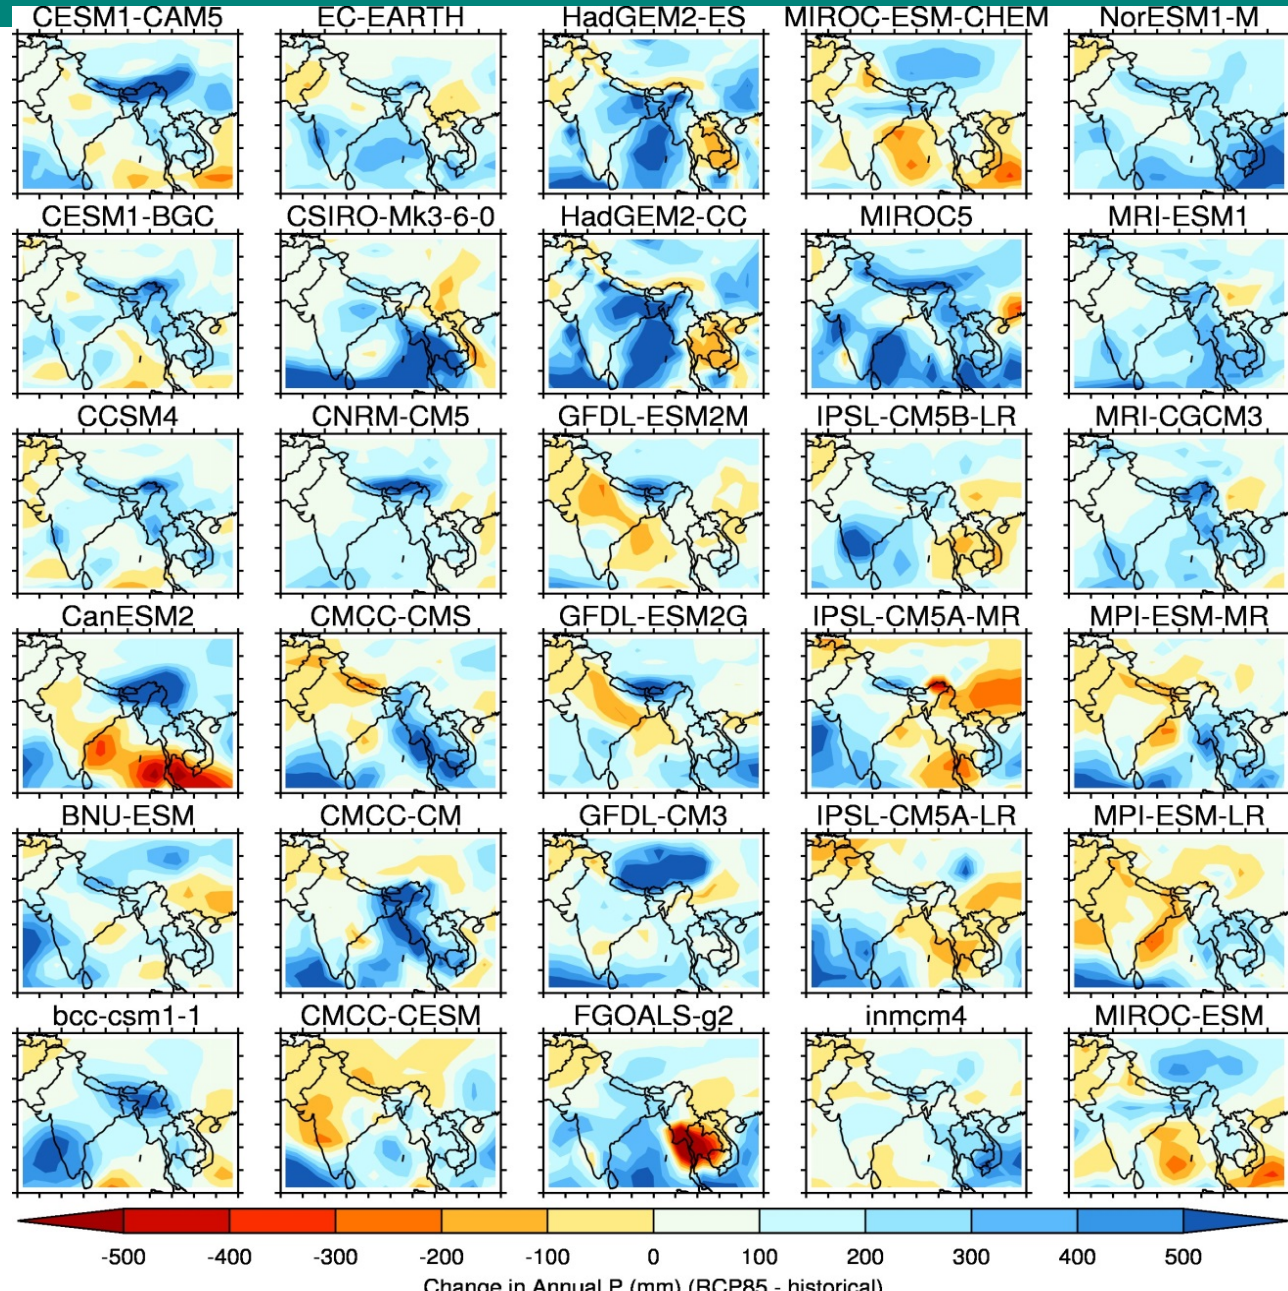 CESM1-CAM5 EC-EARTH HadGEM2-ES MIROC-ESM-CHEM NorESM1-M
CESM1-BGC CSIRO-Mk3-6-0 HadGEM2-CC MIROC5 MRI-ESM1
CCSM4 CNRM-CM5 GFDL-ESM2M IPSL-CM5B-LR MRI-CGCM3
CanESM2 CMCC-CMS GFDL-ESM2G IPSL-CM5A-MR MPI-ESM-MR
BNU-ESM CMCC-CM GFDL-CM3 IPSL-CM5A-LR MPI-ESM-LR
bcc-csm1-1 CMCC-CESM FGOALS-g2 inmcm4 MIROC-ESM
-500 -400 -300 -200 -100 0 100 200 300 400 500
Change in Annual P (mm) (RCP85 - historical)